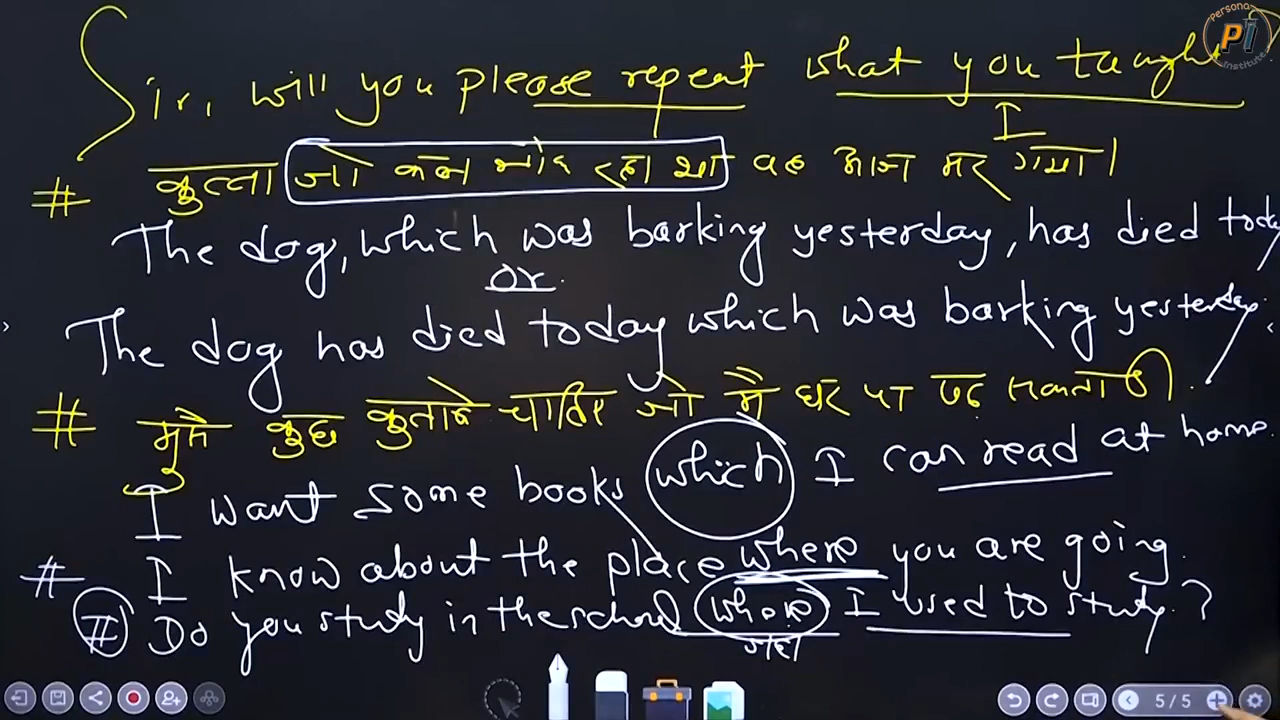 Persona
PI
Institute
Sir, will you please repeat what you taught
I
# कुत्ता जो कल भोंक रहा था वह आज मर गया।
The dog, which was barking yesterday, has died today
or
The dog has died today which was barking yesterday.
# मुझे कुछ किताबें चाहिए जो मैं घर पर पढ़ सकता
I want some books which I can read at home.
# I know about the place where you are going.
# Do you study in the school where I used to study?
जहाँ
5/5